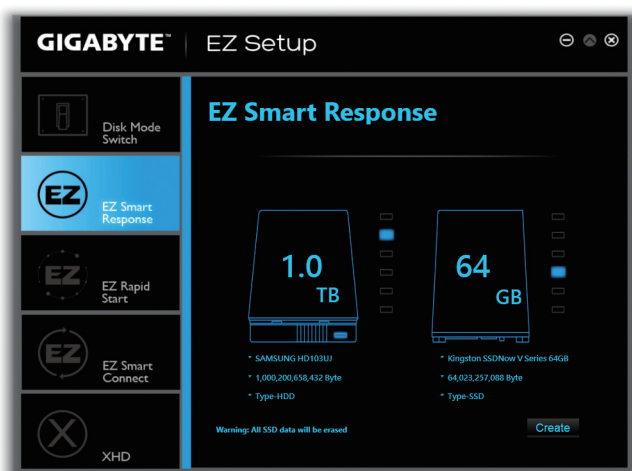 GIGABYTE™ EZ Setup
Disk Mode
Switch
EZ
EZ Smart
Response
EZ
EZ Rapid
Start
EZ
EZ Smart
Connect
X
XHD
EZ Smart Response
1.0
TB
64
GB
* SAMSUNG HD103UJ
* 1,000,200,658,432 Byte
* Type-HDD
* Kingston SSDNow V Series 64GB
* 64,023,257,088 Byte
* Type-SSD
Warning: All SSD data will be erased
Create